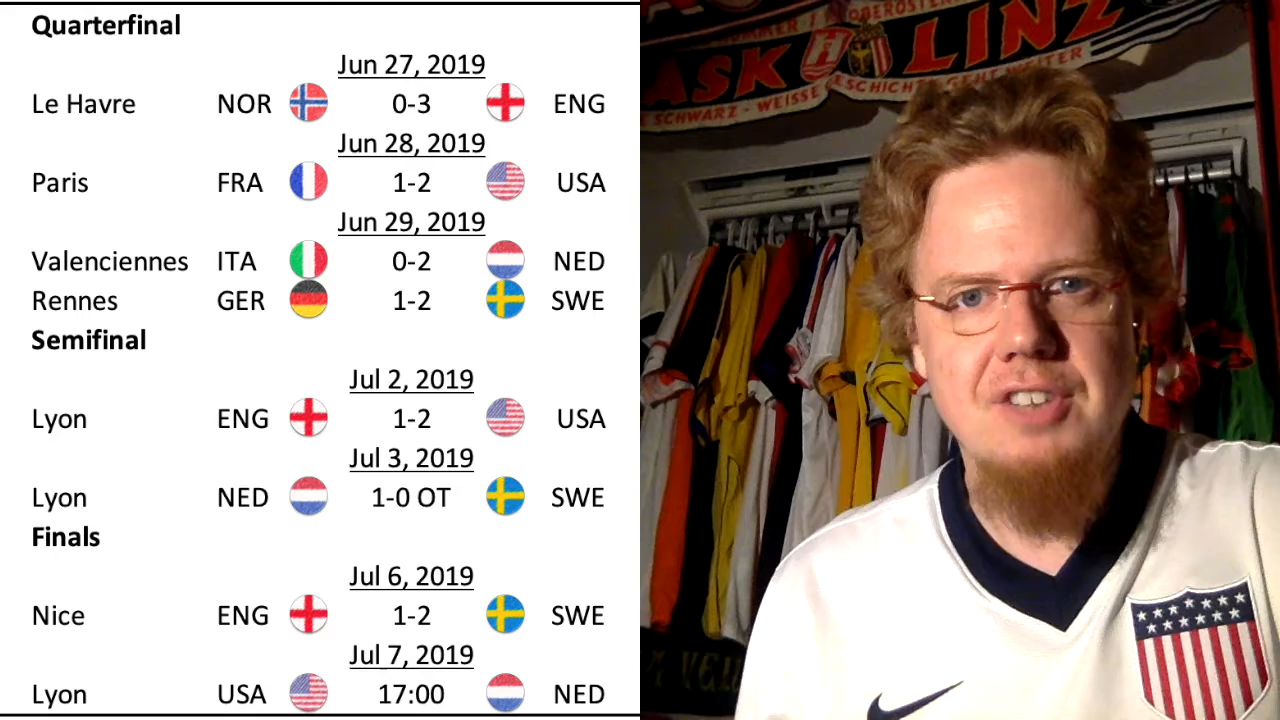 Quarterfinal
Jun 27, 2019
Le Havre NOR 0-3 ENG
Jun 28, 2019
Paris FRA 1-2 USA
Jun 29, 2019
Valenciennes ITA 0-2 NED
Rennes GER 1-2 SWE
Semifinal
Jul 2, 2019
Lyon ENG 1-2 USA
Jul 3, 2019
Lyon NED 1-0 OT SWE
Finals
Jul 6, 2019
Nice ENG 1-2 SWE
Jul 7, 2019
Lyon USA 17:00 NED
ASK LINZ
SCHWARZ - WEISSE
GEHT WEITER